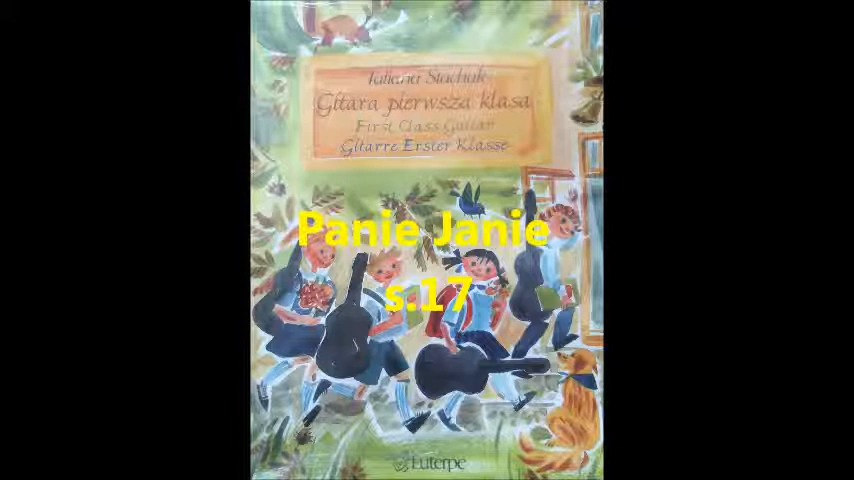 Tatiana Stachak
Gitara pierwsza klasa
First Class Guitar
Gitarre Erster Klasse
Panie Janie
s.17
Euterpe